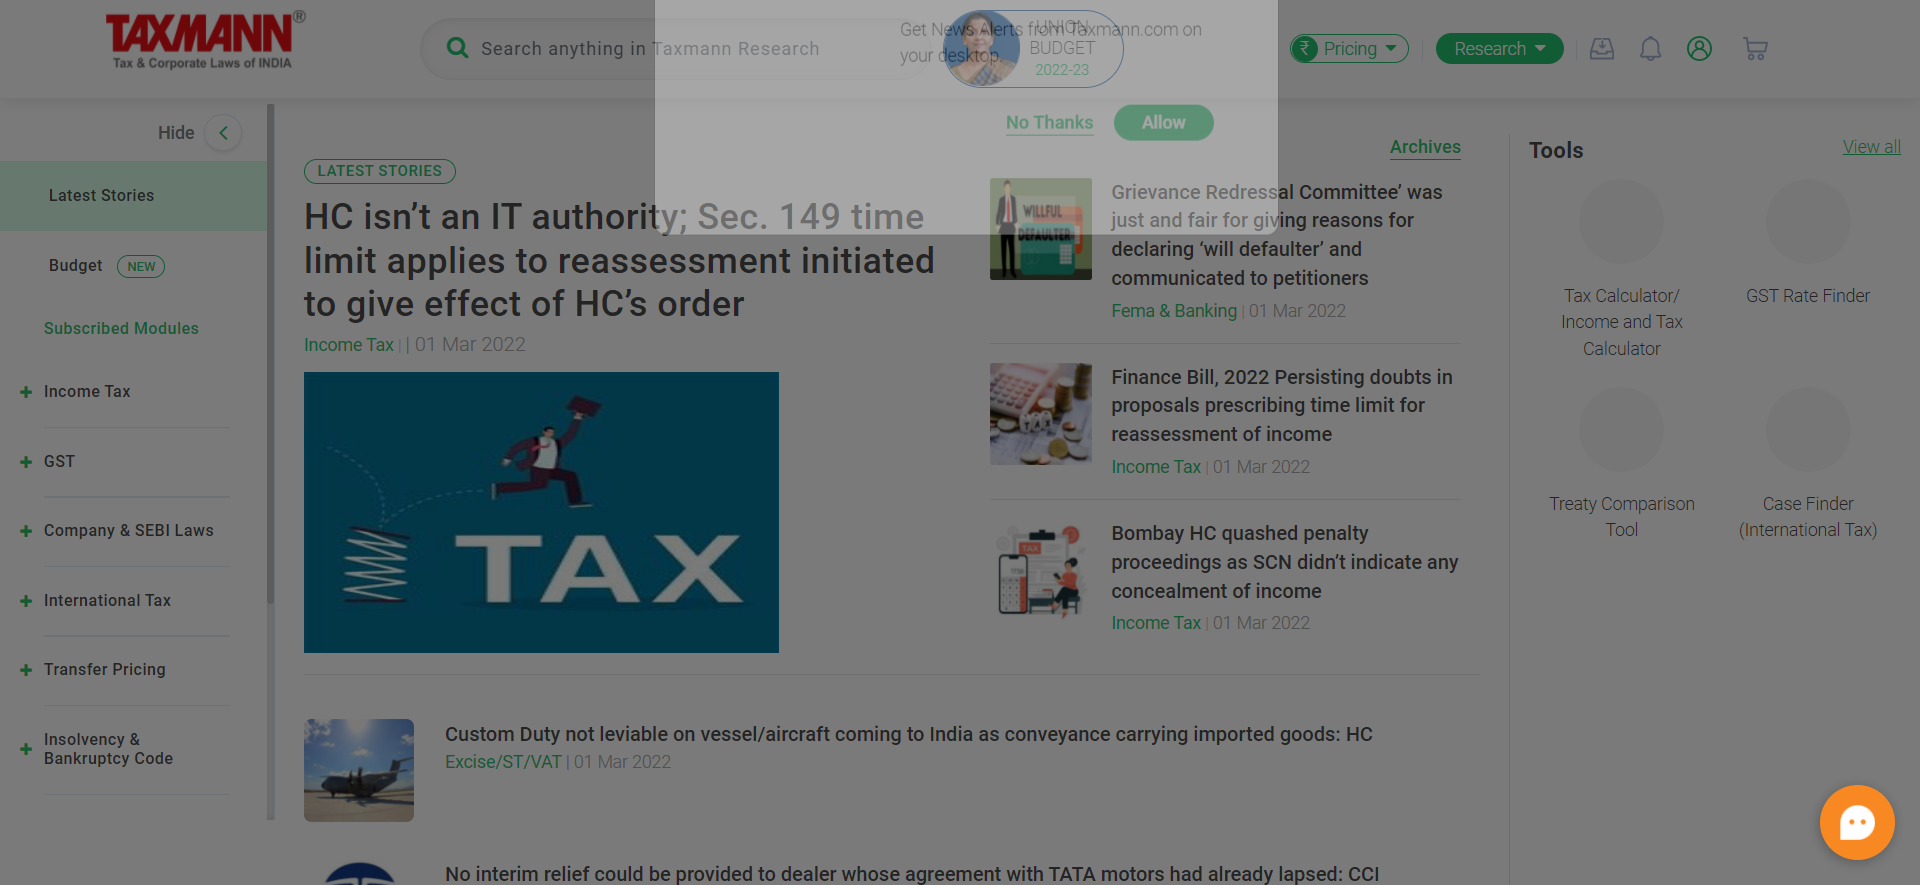 TAXMANN®
Tax & Corporate Laws of INDIA
Search anything in Taxmann Research
Get News Alerts from Taxmann.com on
your desktop.
No Thanks
Allow
UNION
BUDGET
2022-23
₹ Pricing
Research
Hide
Latest Stories
Budget NEW
Subscribed Modules
Income Tax
GST
Company & SEBI Laws
International Tax
Transfer Pricing
Insolvency &
Bankruptcy Code
LATEST STORIES
HC isn’t an IT authority; Sec. 149 time
limit applies to reassessment initiated
to give effect of HC’s order
Income Tax | | 01 Mar 2022
TAX
Archives
WILLFUL
DEFAULTER
Grievance Redressal Committee’ was
just and fair for giving reasons for
declaring ‘will defaulter’ and
communicated to petitioners
Fema & Banking | 01 Mar 2022
TAX
Finance Bill, 2022 Persisting doubts in
proposals prescribing time limit for
reassessment of income
Income Tax | 01 Mar 2022
TAX
Bombay HC quashed penalty
proceedings as SCN didn’t indicate any
concealment of income
Income Tax | 01 Mar 2022
Custom Duty not leviable on vessel/aircraft coming to India as conveyance carrying imported goods: HC
Excise/ST/VAT | 01 Mar 2022
No interim relief could be provided to dealer whose agreement with TATA motors had already lapsed: CCI
Tools
View all
Tax Calculator/
Income and Tax
Calculator
GST Rate Finder
Treaty Comparison
Tool
Case Finder
(International Tax)